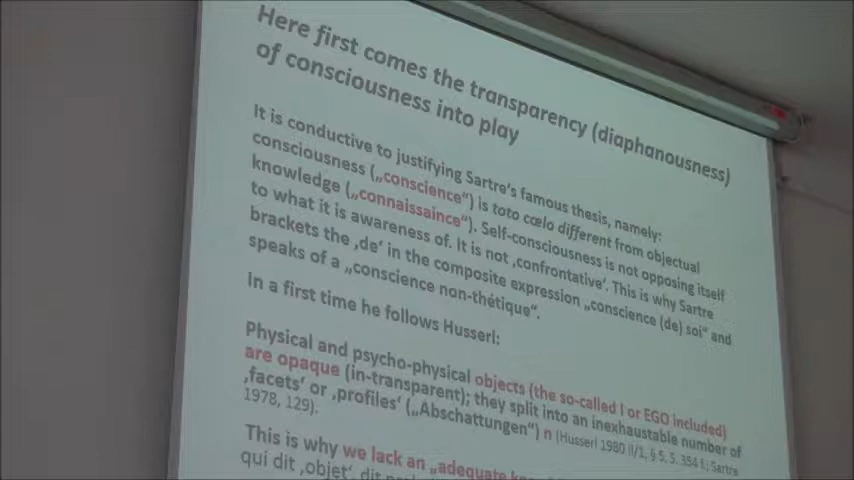 Here first comes the transparency (diaphanousness)
of consciousness into play
It is conductive to justifying Sartre's famous thesis, namely:
consciousness („conscience“) is toto cœlo different from objectual
knowledge („connaissaince“). Self-consciousness is not opposing itself
to what it is awareness of. It is not ‚confrontative‘. This is why Sartre
brackets the ‚de‘ in the composite expression „conscience (de) soi“ and
speaks of a „conscience non-thétique“.
In a first time he follows Husserl:
Physical and psycho-physical objects (the so-called I or EGO included)
are opaque (in-transparent); they split into an inexhaustable number of
‚facets‘ or ‚profiles‘ („Abschattungen“) n (Husserl 1980 II/1, § 5, S. 354 f.; Sartre
1978, 129).
This is why we lack an „adequate
qui dit ‚objet‘, dit